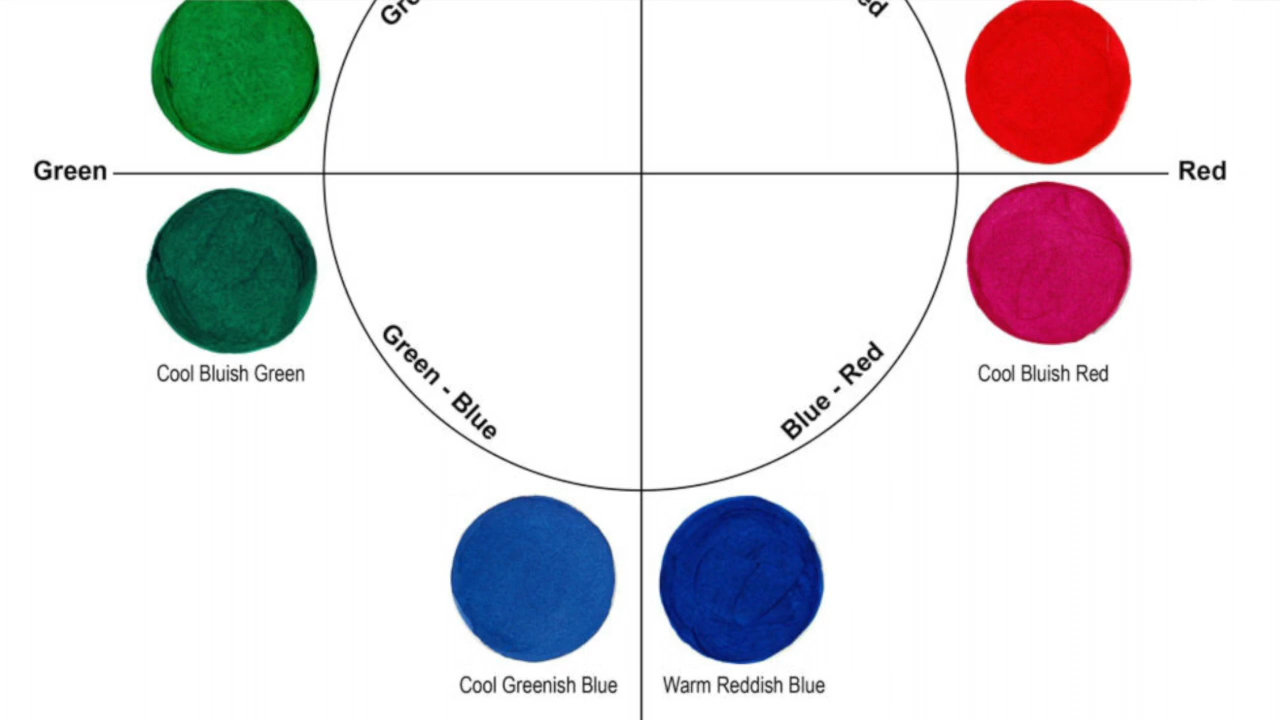 Green
Red
Cool Bluish Green
Cool Bluish Red
Green - Blue
Blue - Red
Cool Greenish Blue
Warm Reddish Blue